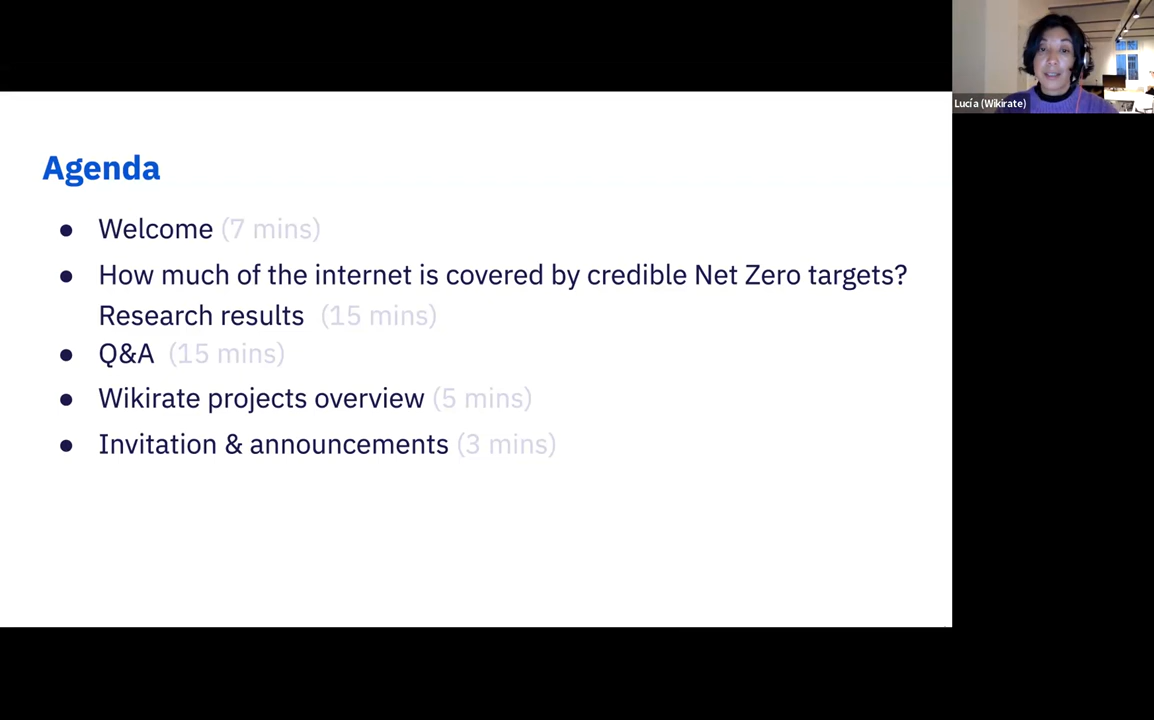 Agenda
● Welcome (7 mins)
● How much of the internet is covered by credible Net Zero targets?
Research results (15 mins)
● Q&A (15 mins)
● Wikirate projects overview (5 mins)
● Invitation & announcements (3 mins)
Lucía (Wikirate)